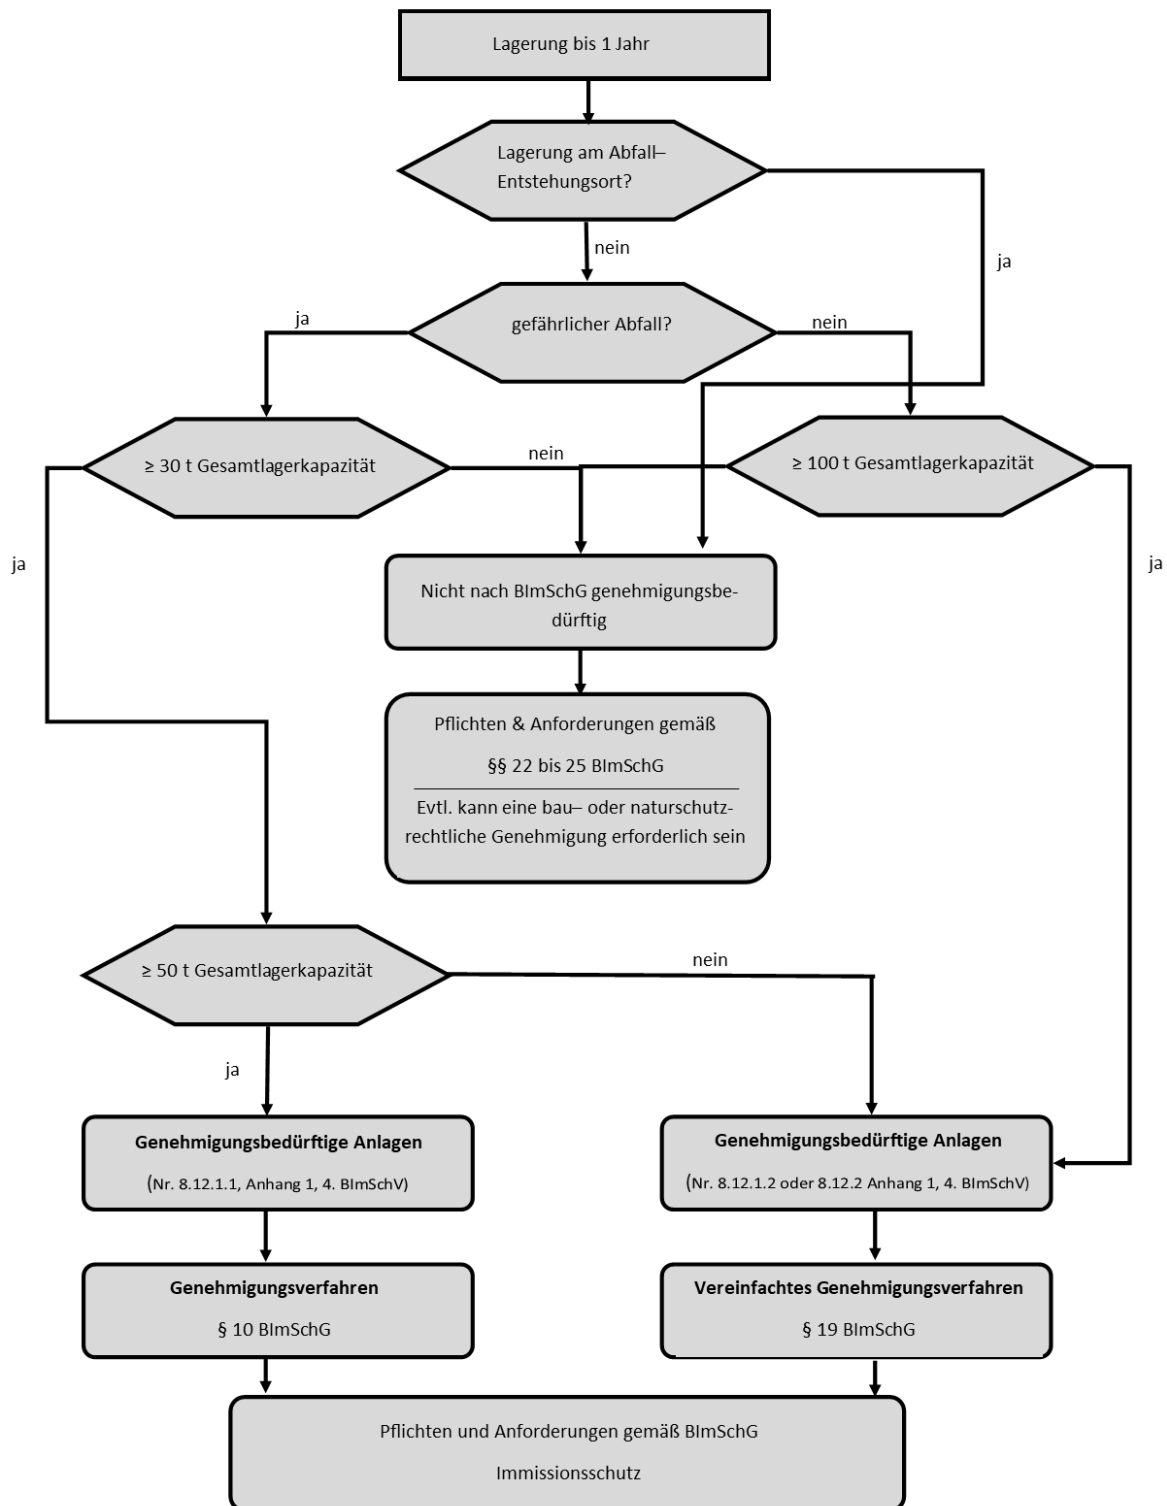 Lagerung bis 1 Jahr
Lagerung am Abfall–
Entstehungsort?
nein
ja
gefährlicher Abfall?
ja
nein
≥ 30 t Gesamtlagerkapazität
nein
≥ 100 t Gesamtlagerkapazität
ja
ja
Nicht nach BImSchG genehmigungsbe-
dürftig
Pflichten & Anforderungen gemäß
§§ 22 bis 25 BImSchG
Evtl. kann eine bau– oder naturschutz-
rechtliche Genehmigung erforderlich sein
≥ 50 t Gesamtlagerkapazität
nein
ja
Genehmigungsbedürftige Anlagen
(Nr. 8.12.1.1, Anhang 1, 4. BImSchV)
Genehmigungsbedürftige Anlagen
(Nr. 8.12.1.2 oder 8.12.2 Anhang 1, 4. BImSchV)
Genehmigungsverfahren
§ 10 BImSchG
Vereinfachtes Genehmigungsverfahren
§ 19 BImSchG
Pflichten und Anforderungen gemäß BImSchG
Immissionsschutz